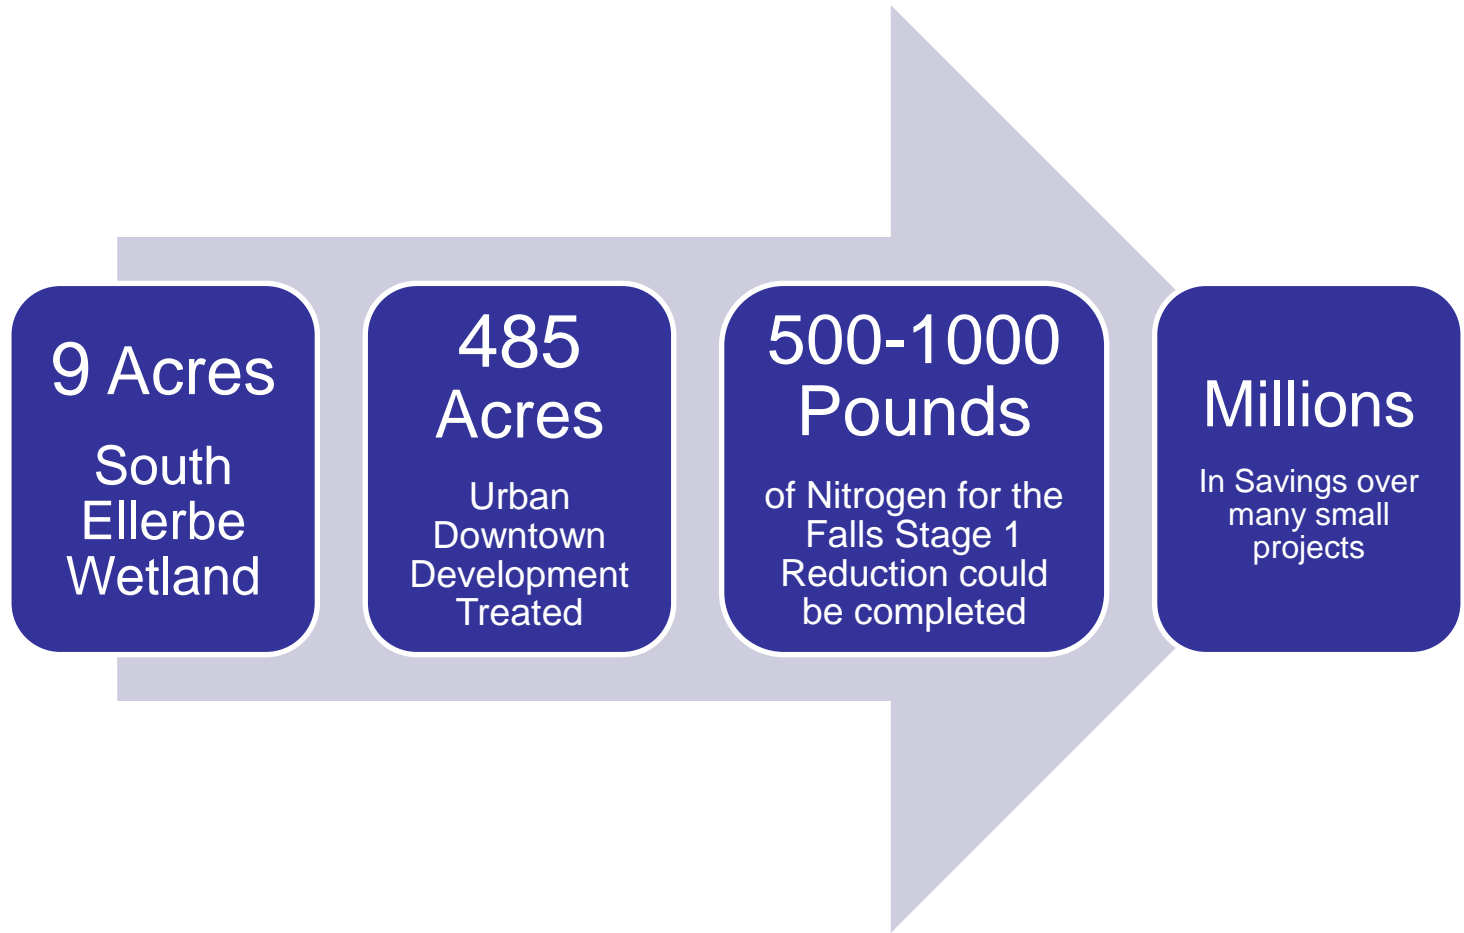 9 Acres
South
Ellerbe
Wetland
485
Acres
Urban
Downtown
Development
Treated
500-1000
Pounds
of Nitrogen for the
Falls Stage 1
Reduction could
be completed
Millions
In Savings over
many small
projects